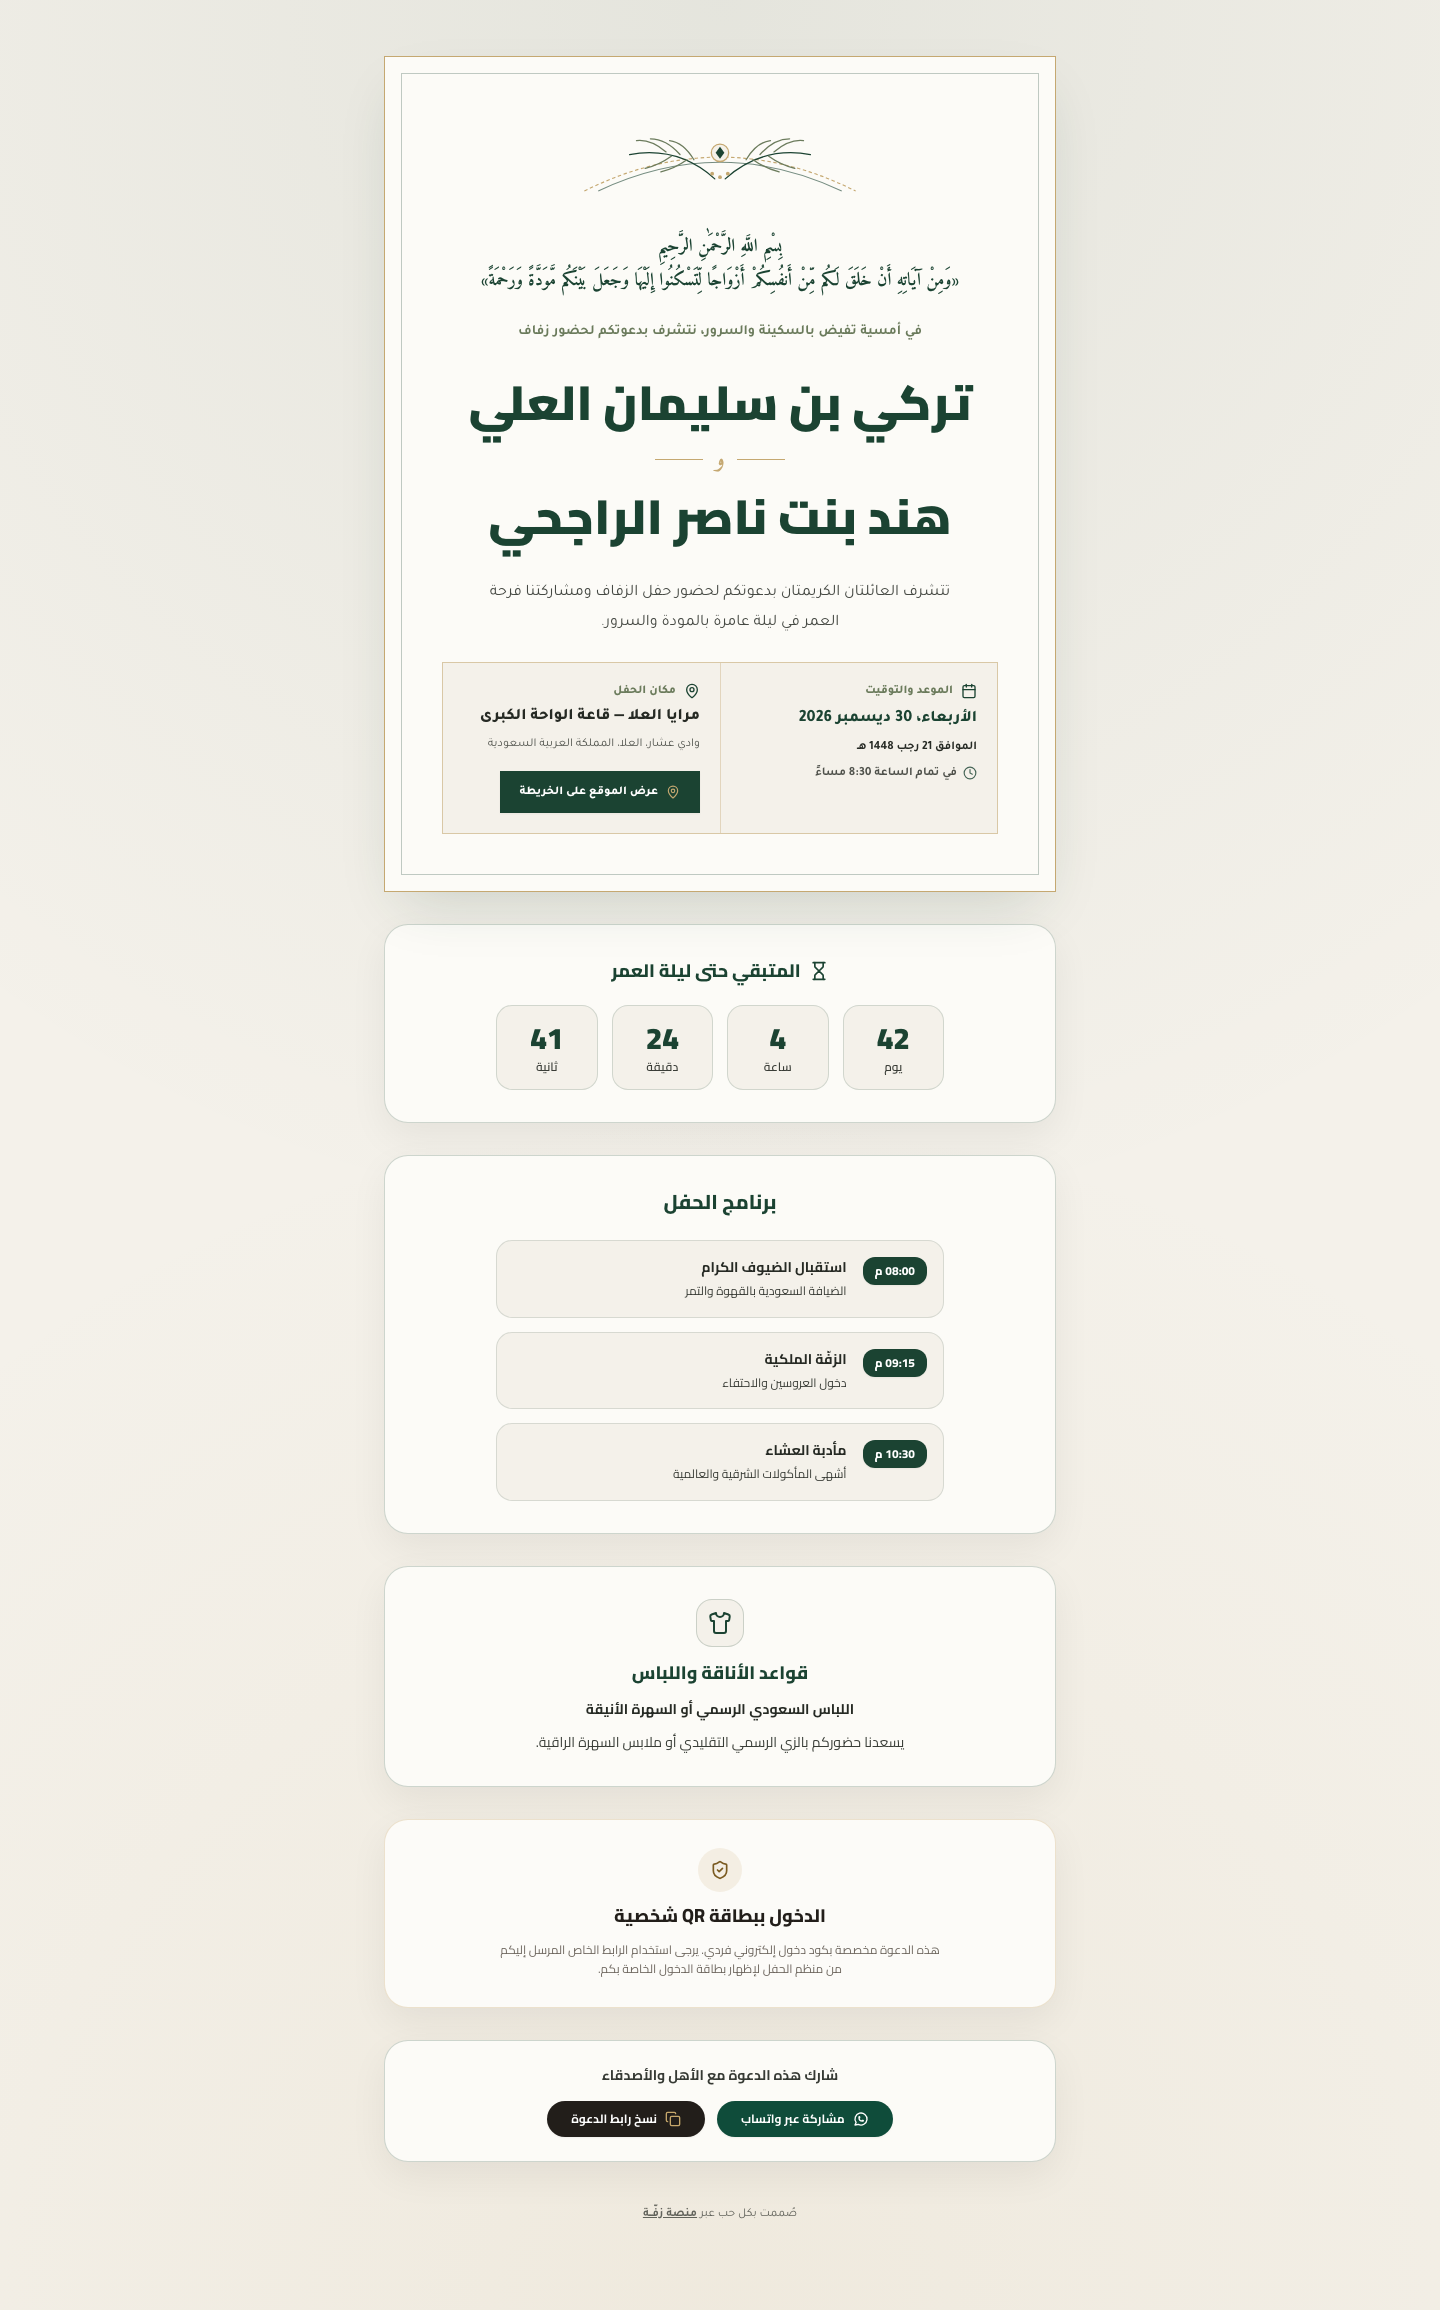 بِسْمِ اللَّهِ الرَّحْمَٰنِ الرَّحِيمِ
«وَمِنْ آيَاتِهِ أَنْ خَلَقَ لَكُم مِّنْ أَنفُسِكُمْ أَزْوَاجًا لِّتَسْكُنُوا إِلَيْهَا وَجَعَلَ بَيْنَكُم مَّوَدَّةً وَرَحْمَةً»
في أمسية تفيض بالسكينة والسرور، نتشرف بدعوتكم لحضور زفاف
تركي بن سليمان العلي
و
هند بنت ناصر الراجحي
تتشرف العائلتان الكريمتان بدعوتكم لحضور حفل الزفاف ومشاركتنا فرحة
العمر في ليلة عامرة بالمودة والسرور.
الموعد والتوقيت
الأربعاء، 30 ديسمبر 2026
الموافق 21 رجب 1448 هـ
في تمام الساعة 8:30 مساءً
مكان الحفل
مرايا العلا – قاعة الواحة الكبرى
وادي عشار، العلا، المملكة العربية السعودية
عرض الموقع على الخريطة
المتبقي حتى ليلة العمر
42
يوم
4
ساعة
24
دقيقة
41
ثانية
برنامج الحفل
08:00 م
استقبال الضيوف الكرام
الضيافة السعودية بالقهوة والتمر
09:15 م
الزفّة الملكية
دخول العروسين والاحتفاء
10:30 م
مأدبة العشاء
أشهى المأكولات الشرقية والعالمية
قواعد الأناقة واللباس
اللباس السعودي الرسمي أو السهرة الأنيقة
يسعدنا حضوركم بالزي الرسمي التقليدي أو ملابس السهرة الراقية.
الدخول ببطاقة QR شخصية
هذه الدعوة مخصصة بكود دخول إلكتروني فردي. يرجى استخدام الرابط الخاص المرسل إليكم
من منظم الحفل لإظهار بطاقة الدخول الخاصة بكم.
شارك هذه الدعوة مع الأهل والأصدقاء
مشاركة عبر واتساب
نسخ رابط الدعوة
صُممت بكل حب عبر منصة زفّـة